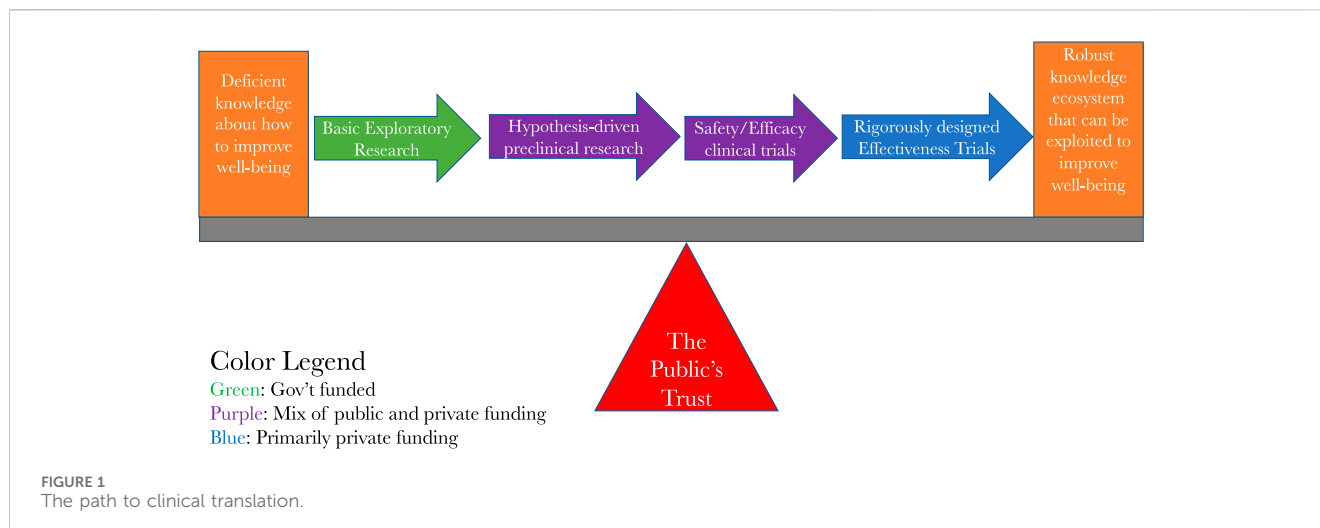 Deficient
knowledge
about how
to improve
well-being
Basic Exploratory
Research
Hypothesis-driven
preclinical research
Safety/Efficacy
clinical trials
Rigorously designed
Effectiveness Trials
Robust
knowledge
ecosystem
that can be
exploited to
improve
well-being
The
Public’s
Trust
Color Legend
Green: Gov't funded
Purple: Mix of public and private funding
Blue: Primarily private funding
FIGURE 1
The path to clinical translation.